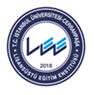 T.C. İSTANBUL ÜNİVERSİTESİ-CERRAHPAŞA
LEE
2018
LİSANSÜSTÜ EĞİTİM ENSTİTÜSÜ